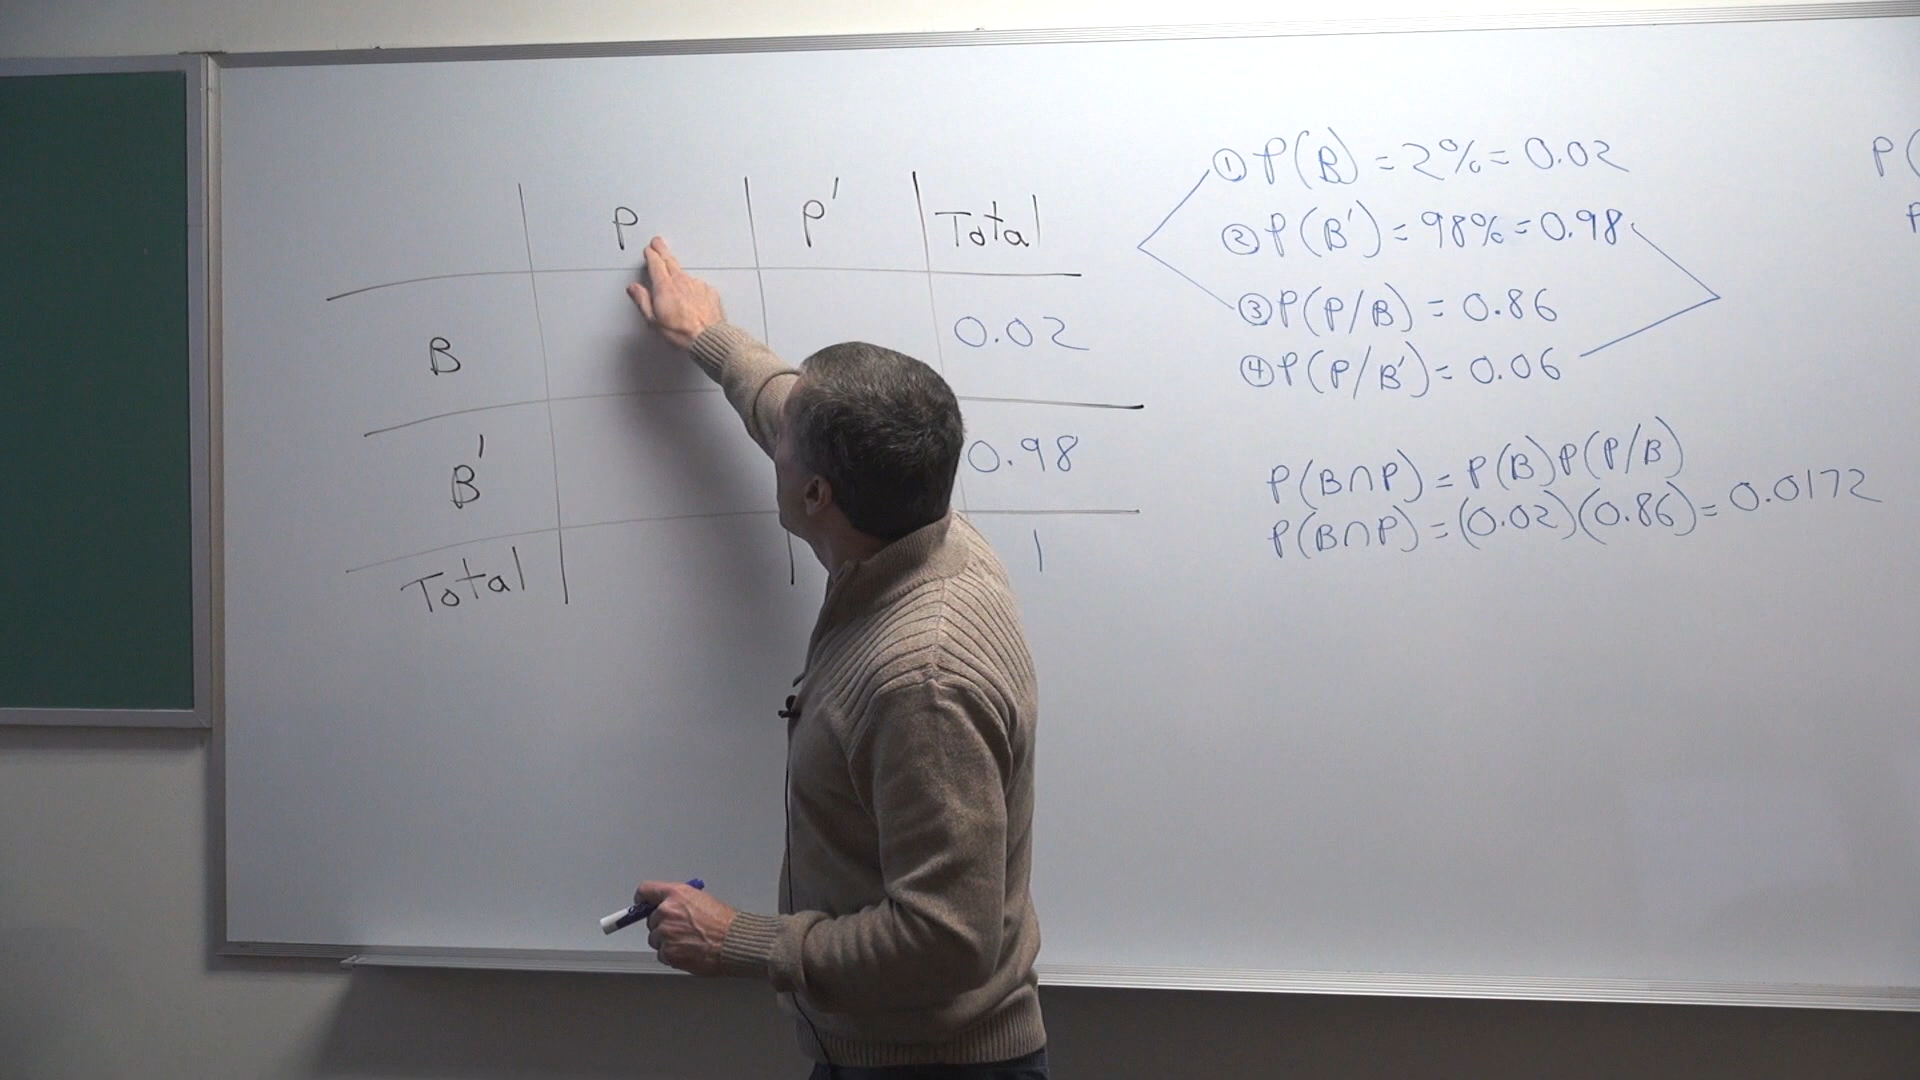 P P' Total
B 0.02
B' 0.98
Total 1
① P(B) = 2% = 0.02
② P(B') = 98% = 0.98
③ P(P/B) = 0.86
④ P(P/B') = 0.06
P(B∩P) = P(B)P(P/B)
P(B∩P) = (0.02)(0.86) = 0.0172
P(
P